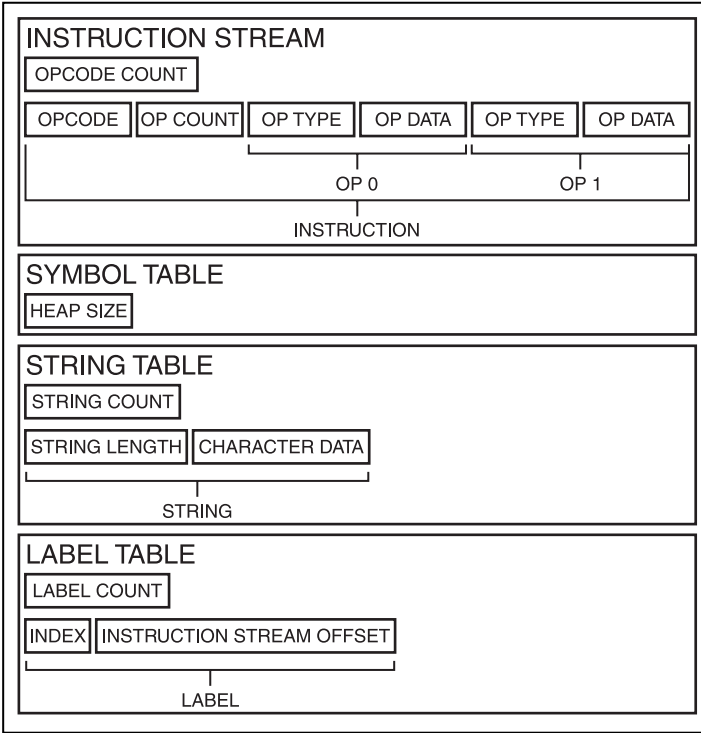 INSTRUCTION STREAM
OPCODE COUNT
OPCODE OP COUNT OP TYPE OP DATA OP TYPE OP DATA
OP 0 OP 1
INSTRUCTION
SYMBOL TABLE
HEAP SIZE
STRING TABLE
STRING COUNT
STRING LENGTH CHARACTER DATA
STRING
LABEL TABLE
LABEL COUNT
INDEX INSTRUCTION STREAM OFFSET
LABEL